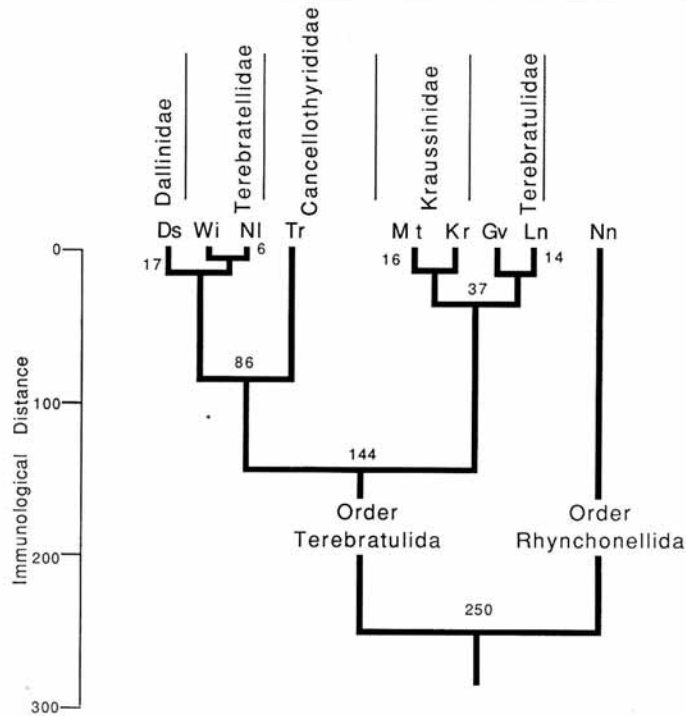 Dallinidae
Terebratellidae
Cancellothyrididae
Kraussinidae
Terebratulidae
Ds Wi Nl Tr Mt Kr Gv Ln Nn
0
17
6
16
37
14
86
100
144
Order
Terebratulida
Order
Rhynchonellida
200
250
300
Immunological Distance